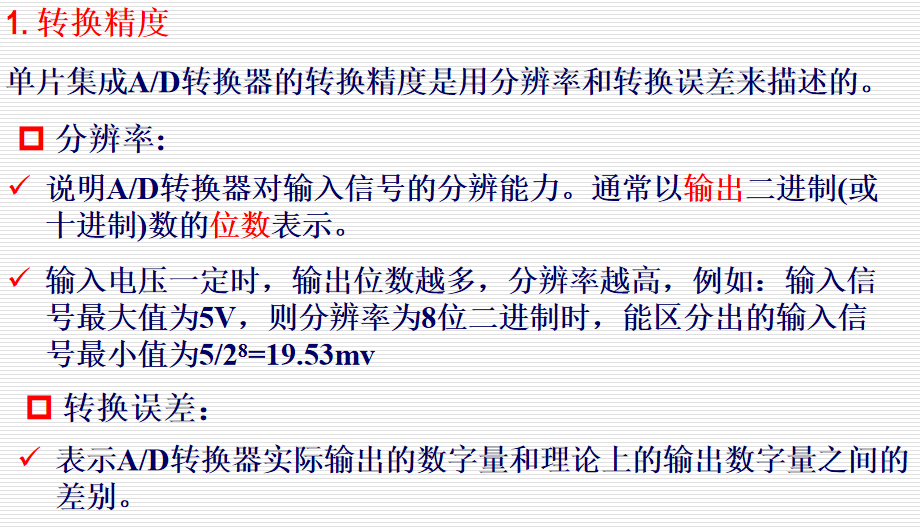 1. 转换精度
单片集成A/D转换器的转换精度是用分辨率和转换误差来描述的。
分辨率:
说明A/D转换器对输入信号的分辨能力。通常以输出二进制(或
十进制)数的位数表示。
输入电压一定时，输出位数越多，分辨率越高，例如：输入信
号最大值为5V，则分辨率为8位二进制时，能区分出的输入信
号最小值为5/2⁸=19.53mv
转换误差：
表示A/D转换器实际输出的数字量和理论上的输出数字量之间的
差别。